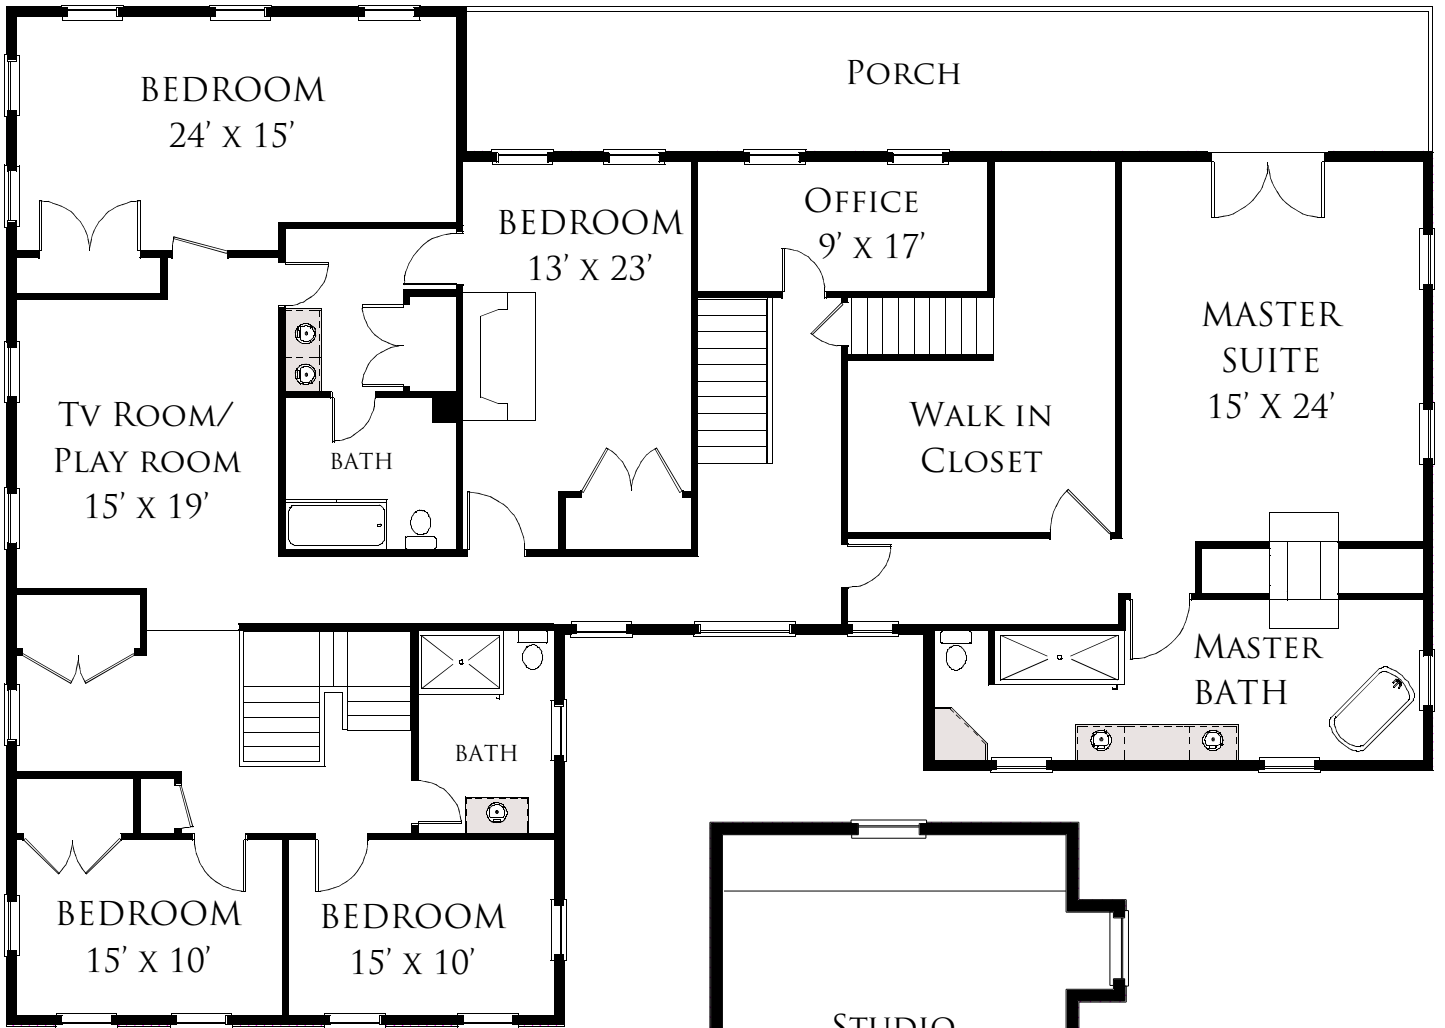 Porch
BEDROOM
24’ X 15’
Office
9’ X 17’
BEDROOM
13’ X 23’
MASTER
SUITE
15’ X 24’
Tv Room/
Play room
15’ X 19’
BATH
Walk in
Closet
Master
BATH
BATH
BEDROOM
15’ X 10’
BEDROOM
15’ X 10’
Studio